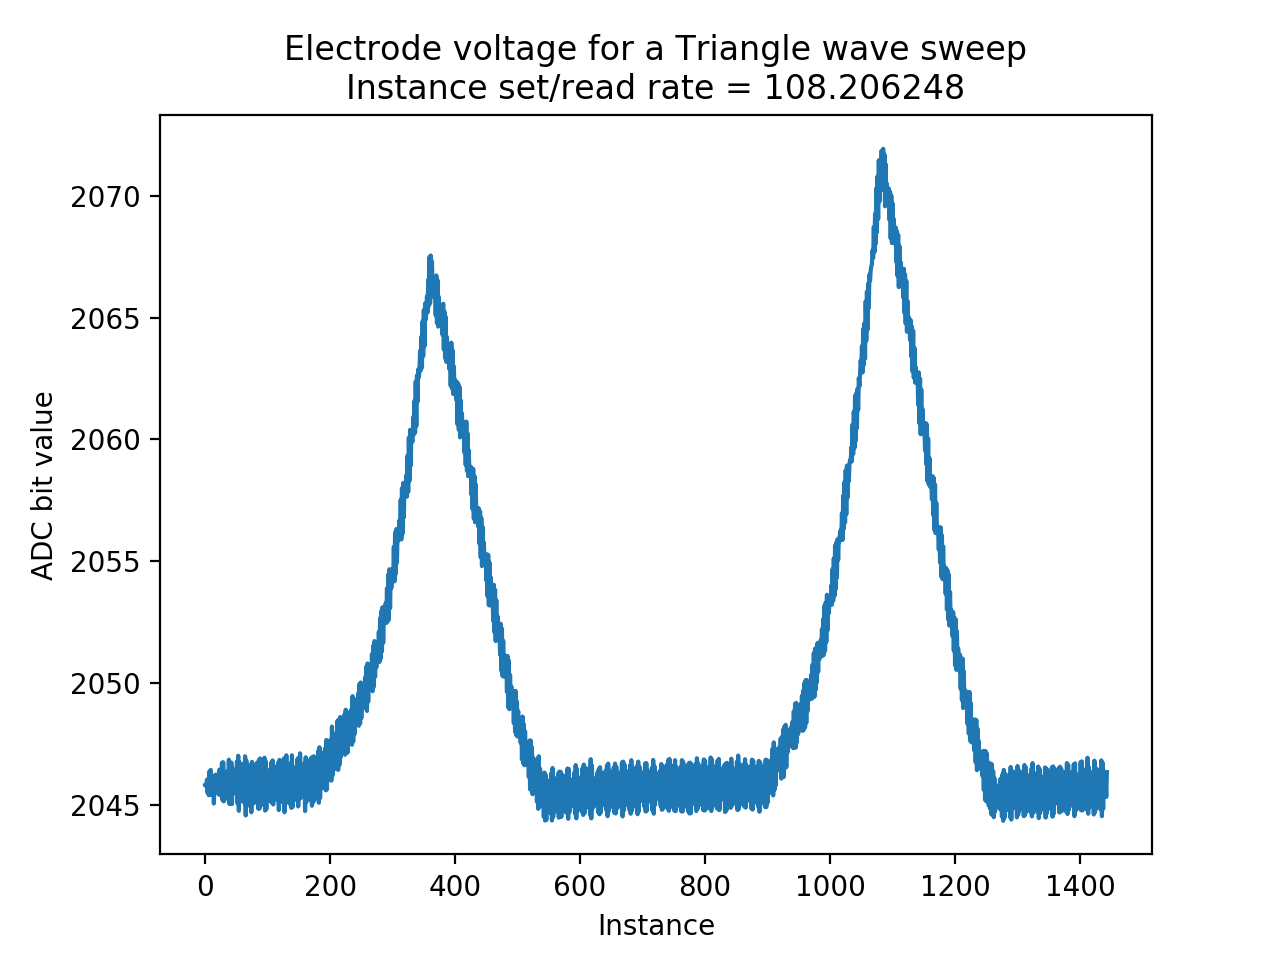 Electrode voltage for a Triangle wave sweep
Instance set/read rate = 108.206248
2070
2065
2060
2055
2050
2045
ADC bit value
0 200 400 600 800 1000 1200 1400
Instance